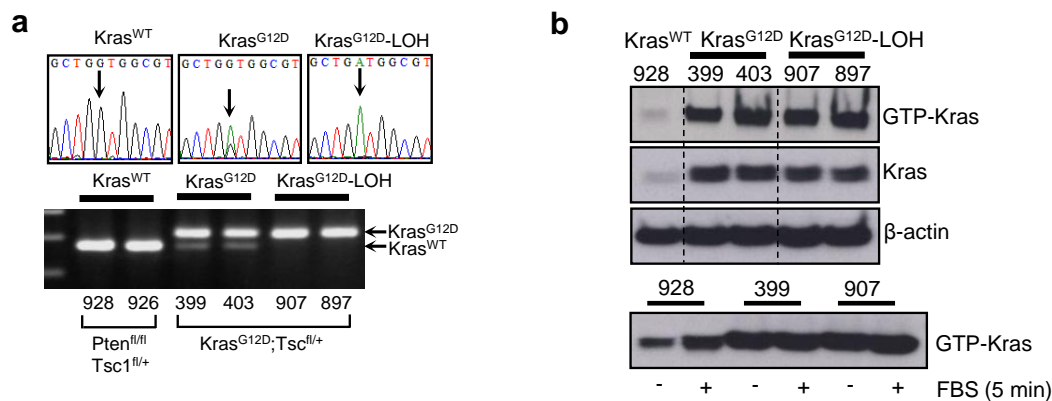 a
Kras^WT Kras^G12D Kras^G12D-LOH
GCTGGTGGCGT GCTGGTGGCGT GCTGATGGCGT
Kras^WT Kras^G12D Kras^G12D-LOH
Kras^G12D
Kras^WT
928 926 399 403 907 897
Pten^fl/fl Kras^G12D;Tsc^fl/+
Tsc1^fl/+
b
Kras^WT Kras^G12D Kras^G12D-LOH
928 399 403 907 897
GTP-Kras
Kras
β-actin
928 399 907
GTP-Kras
- + - + - + FBS (5 min)